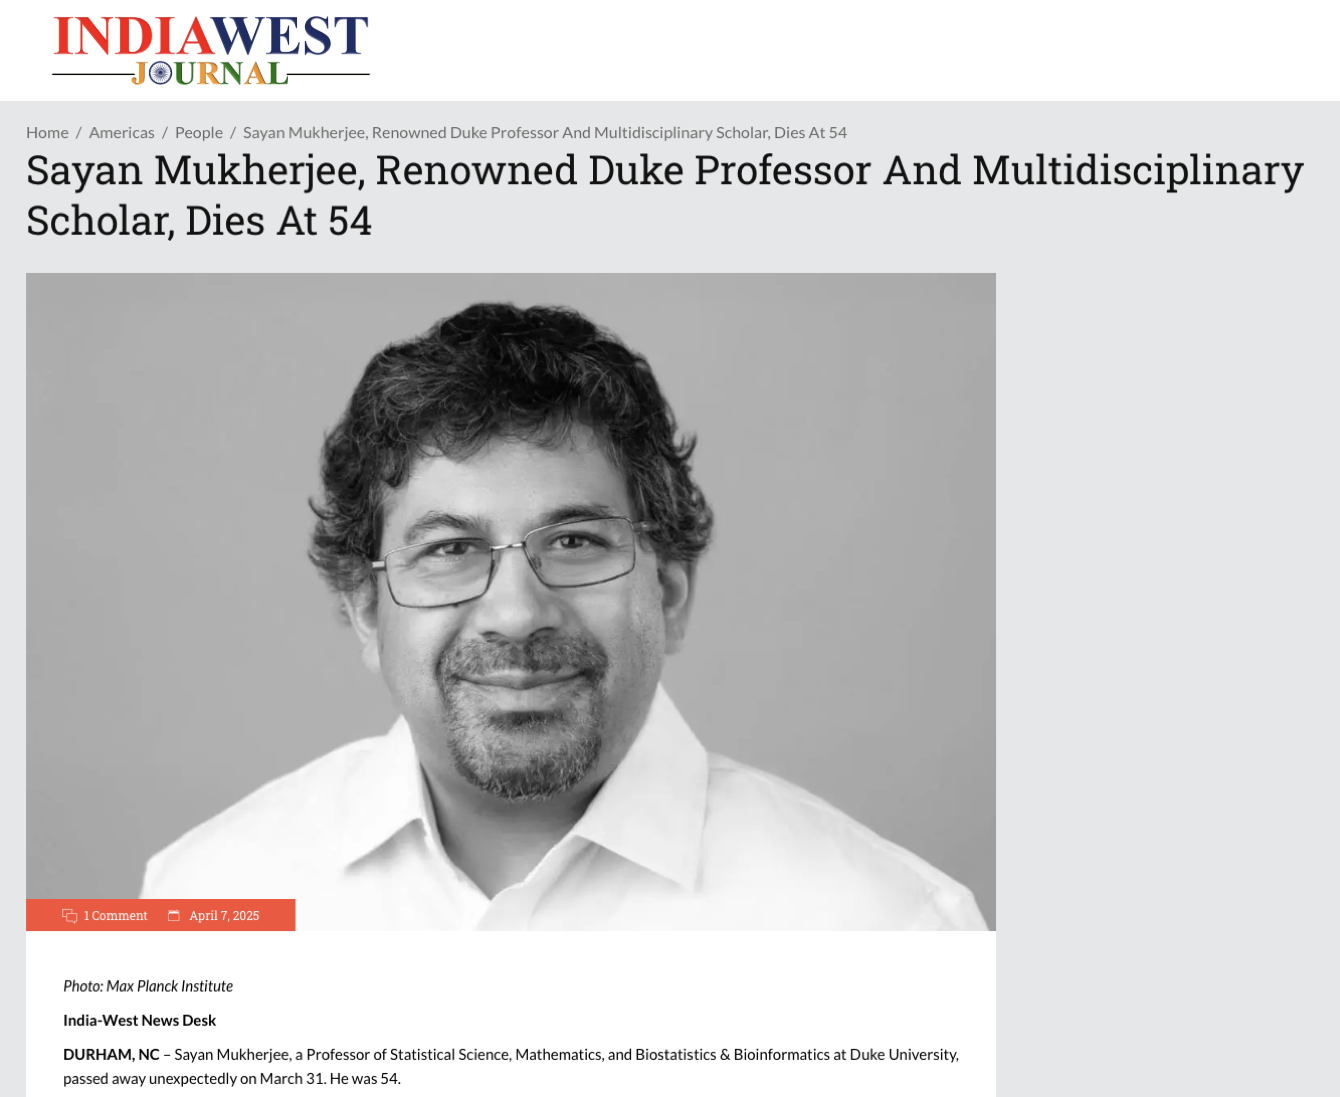 INDIAWEST
JOURNAL
Home / Americas / People / Sayan Mukherjee, Renowned Duke Professor And Multidisciplinary Scholar, Dies At 54
Sayan Mukherjee, Renowned Duke Professor And Multidisciplinary
Scholar, Dies At 54
1 Comment April 7, 2025
Photo: Max Planck Institute
India-West News Desk
DURHAM, NC – Sayan Mukherjee, a Professor of Statistical Science, Mathematics, and Biostatistics & Bioinformatics at Duke University,
passed away unexpectedly on March 31. He was 54.